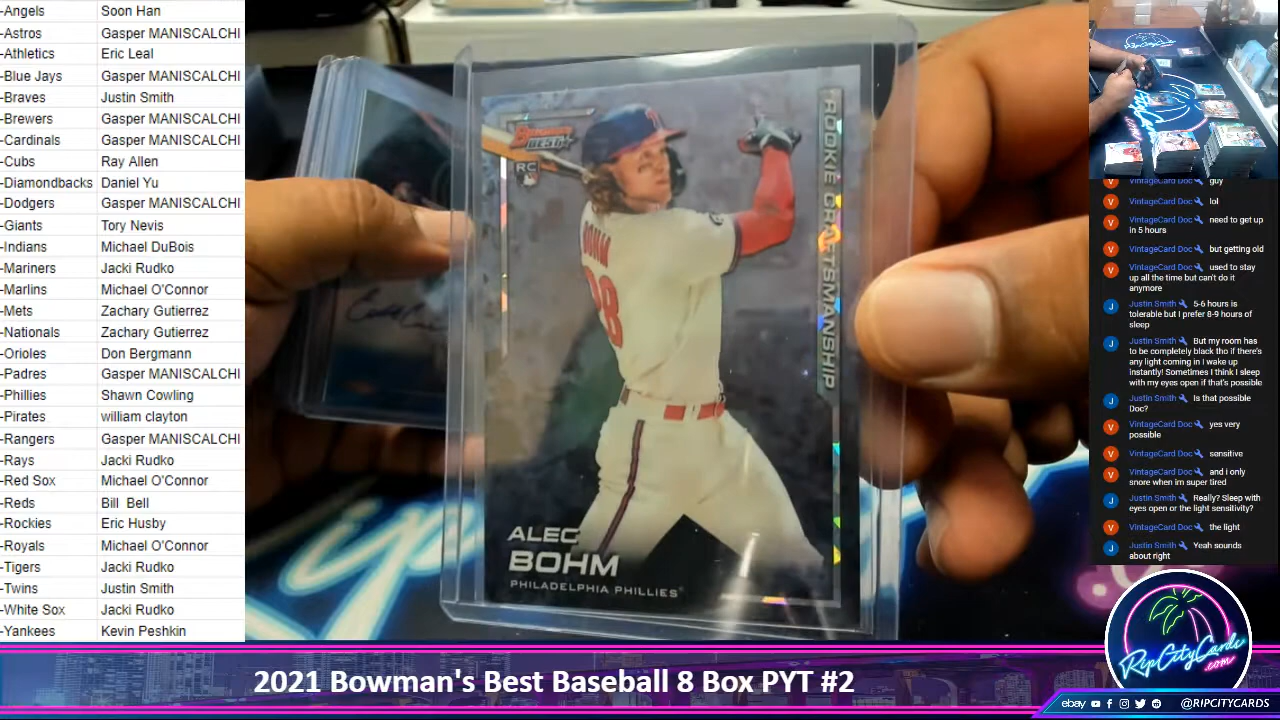 -Angels Soon Han
-Astros Gasper MANISCALCHI
-Athletics Eric Leal
-Blue Jays Gasper MANISCALCHI
-Braves Justin Smith
-Brewers Gasper MANISCALCHI
-Cardinals Gasper MANISCALCHI
-Cubs Ray Allen
-Diamondbacks Daniel Yu
-Dodgers Gasper MANISCALCHI
-Giants Tory Nevis
-Indians Michael DuBois
-Mariners Jacki Rudko
-Marlins Michael O'Connor
-Mets Zachary Gutierrez
-Nationals Zachary Gutierrez
-Orioles Don Bergmann
-Padres Gasper MANISCALCHI
-Phillies Shawn Cowling
-Pirates william clayton
-Rangers Gasper MANISCALCHI
-Rays Jacki Rudko
-Red Sox Michael O'Connor
-Reds Bill Bell
-Rockies Eric Husby
-Royals Michael O'Connor
-Tigers Jacki Rudko
-Twins Justin Smith
-White Sox Jacki Rudko
-Yankees Kevin Peshkin
BOWMAN'S
BEST
RC
ROOKIE CRAFTSMANSHIP
BOHM
ALEC
BOHM
PHILADELPHIA PHILLIES
V VintageCard Doc guy
V VintageCard Doc lol
V VintageCard Doc need to get up
in 5 hours
V VintageCard Doc but getting old
V VintageCard Doc used to stay
up all the time but can't do it
anymore
J Justin Smith 5-6 hours is
tolerable but I prefer 8-9 hours of
sleep
J Justin Smith But my room has
to be completely black tho if there's
any light coming in I wake up
instantly! Sometimes I think I sleep
with my eyes open if that's possible
J Justin Smith Is that possible
Doc?
V VintageCard Doc yes very
possible
V VintageCard Doc sensitive
V VintageCard Doc and i only
snore when im super tired
J Justin Smith Really? Sleep with
eyes open or the light sensitivity?
V VintageCard Doc the light
J Justin Smith Yeah sounds
about right
RipCityCards
.com
2021 Bowman's Best Baseball 8 Box PYT #2
ebay @RIPCITYCARDS